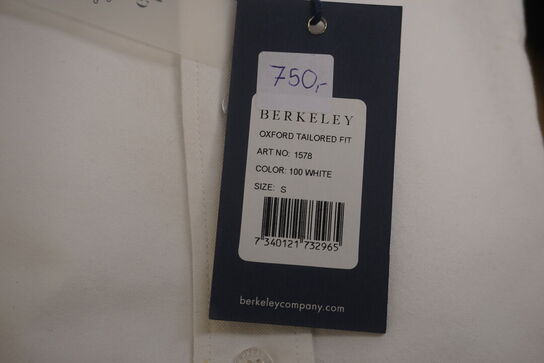 750,-
BERKELEY
OXFORD TAILORED FIT
ART NO: 1578
COLOR: 100 WHITE
SIZE: S
7 340121 732965
berkeleycompany.com